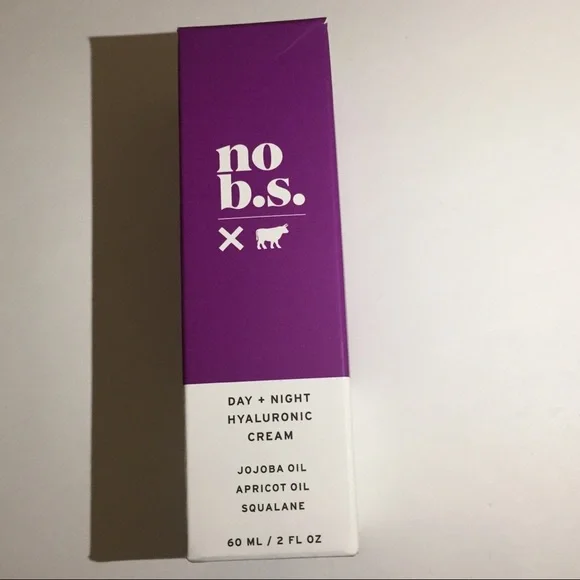 no
b.s.
DAY + NIGHT
HYALURONIC
CREAM
JOJOBA OIL
APRICOT OIL
SQUALANE
60 ML / 2 FL OZ